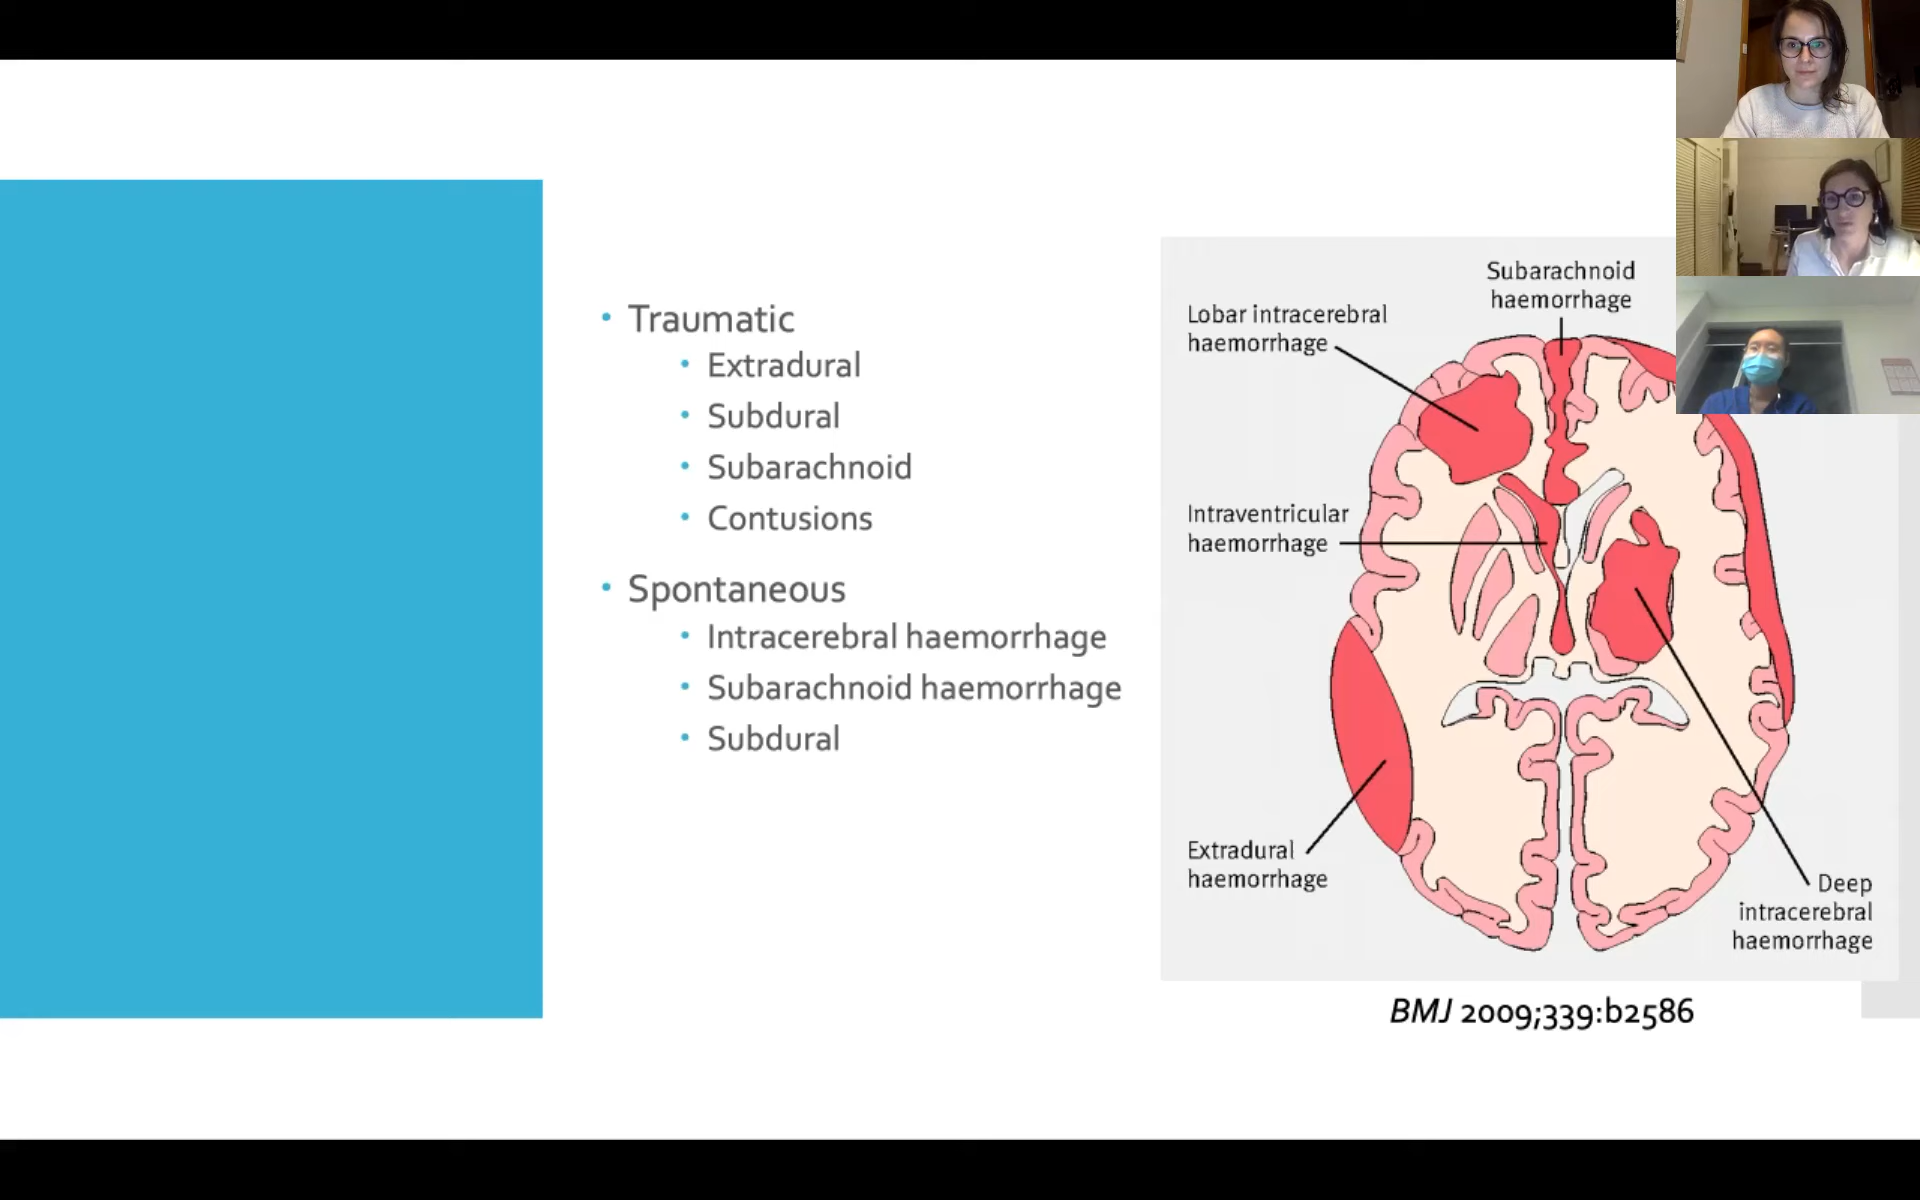 • Traumatic
• Extradural
• Subdural
• Subarachnoid
• Contusions
• Spontaneous
• Intracerebral haemorrhage
• Subarachnoid haemorrhage
• Subdural
Subarachnoid
haemorrhage
Lobar intracerebral
haemorrhage
Intraventricular
haemorrhage
Extradural
haemorrhage
Deep
intracerebral
haemorrhage
BMJ 2009;339:b2586